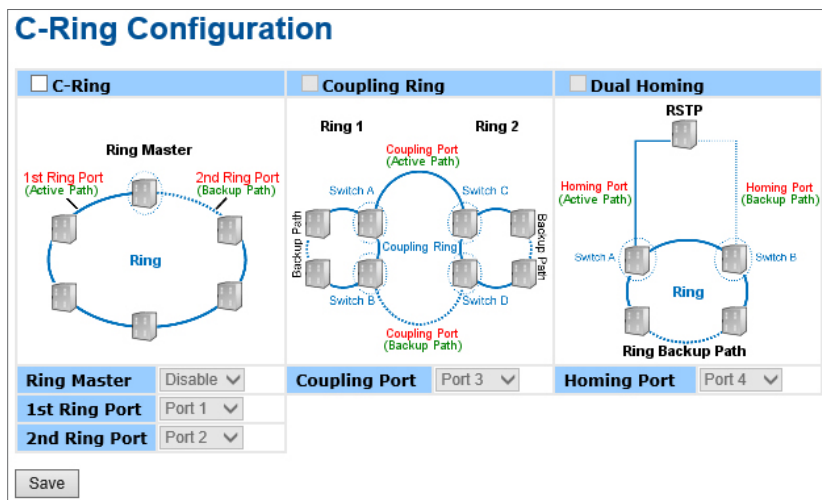 C-Ring Configuration
C-Ring
Ring Master
1st Ring Port
(Active Path)
2nd Ring Port
(Backup Path)
Ring
Ring Master Disable
1st Ring Port Port 1
2nd Ring Port Port 2
Coupling Ring
Ring 1 Ring 2
Coupling Port
(Active Path)
Switch A Switch C
Backup Path
Coupling Ring
Backup Path
Switch B Switch D
Coupling Port
(Backup Path)
Coupling Port Port 3
Dual Homing
RSTP
Homing Port
(Active Path)
Homing Port
(Backup Path)
Switch A Switch B
Ring
Ring Backup Path
Homing Port Port 4
Save